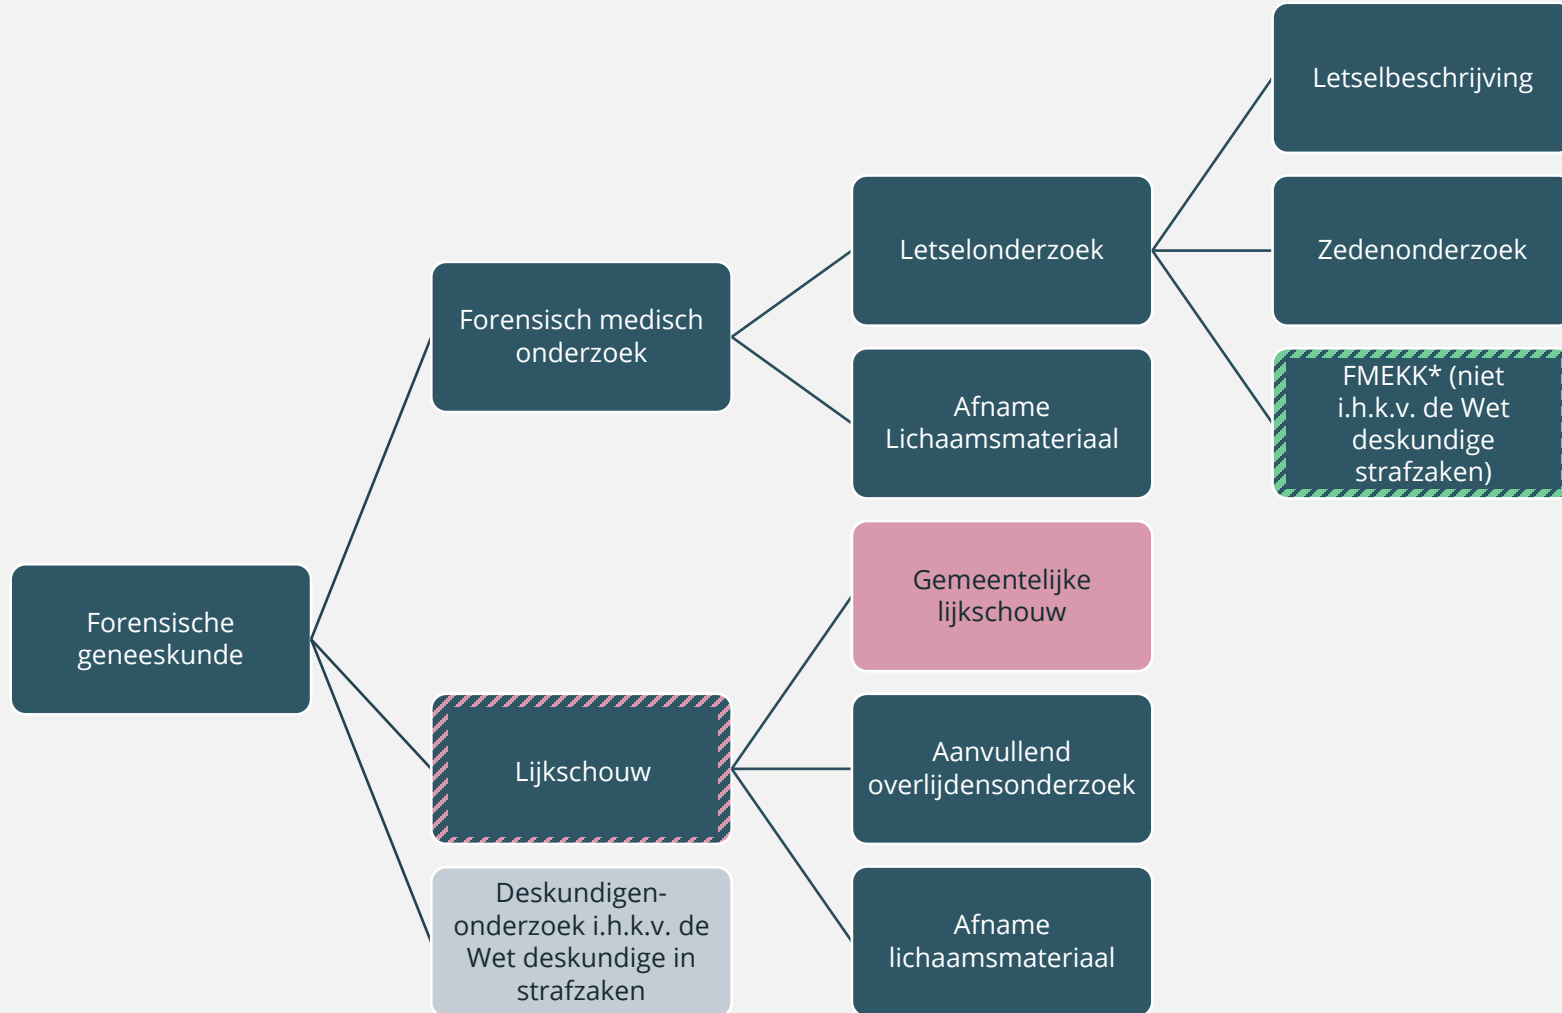 Letselbeschrijving
Letselonderzoek
Zedenonderzoek
Forensisch medisch
onderzoek
Afname
Lichaamsmateriaal
FMEKK* (niet
i.h.k.v. de Wet
deskundige
strafzaken)
Gemeentelijke
lijkschouw
Forensische
geneeskunde
Lijkschouw
Aanvullend
overlijdensonderzoek
Deskundigen-
onderzoek i.h.k.v. de
Wet deskundige in
strafzaken
Afname
lichaamsmateriaal